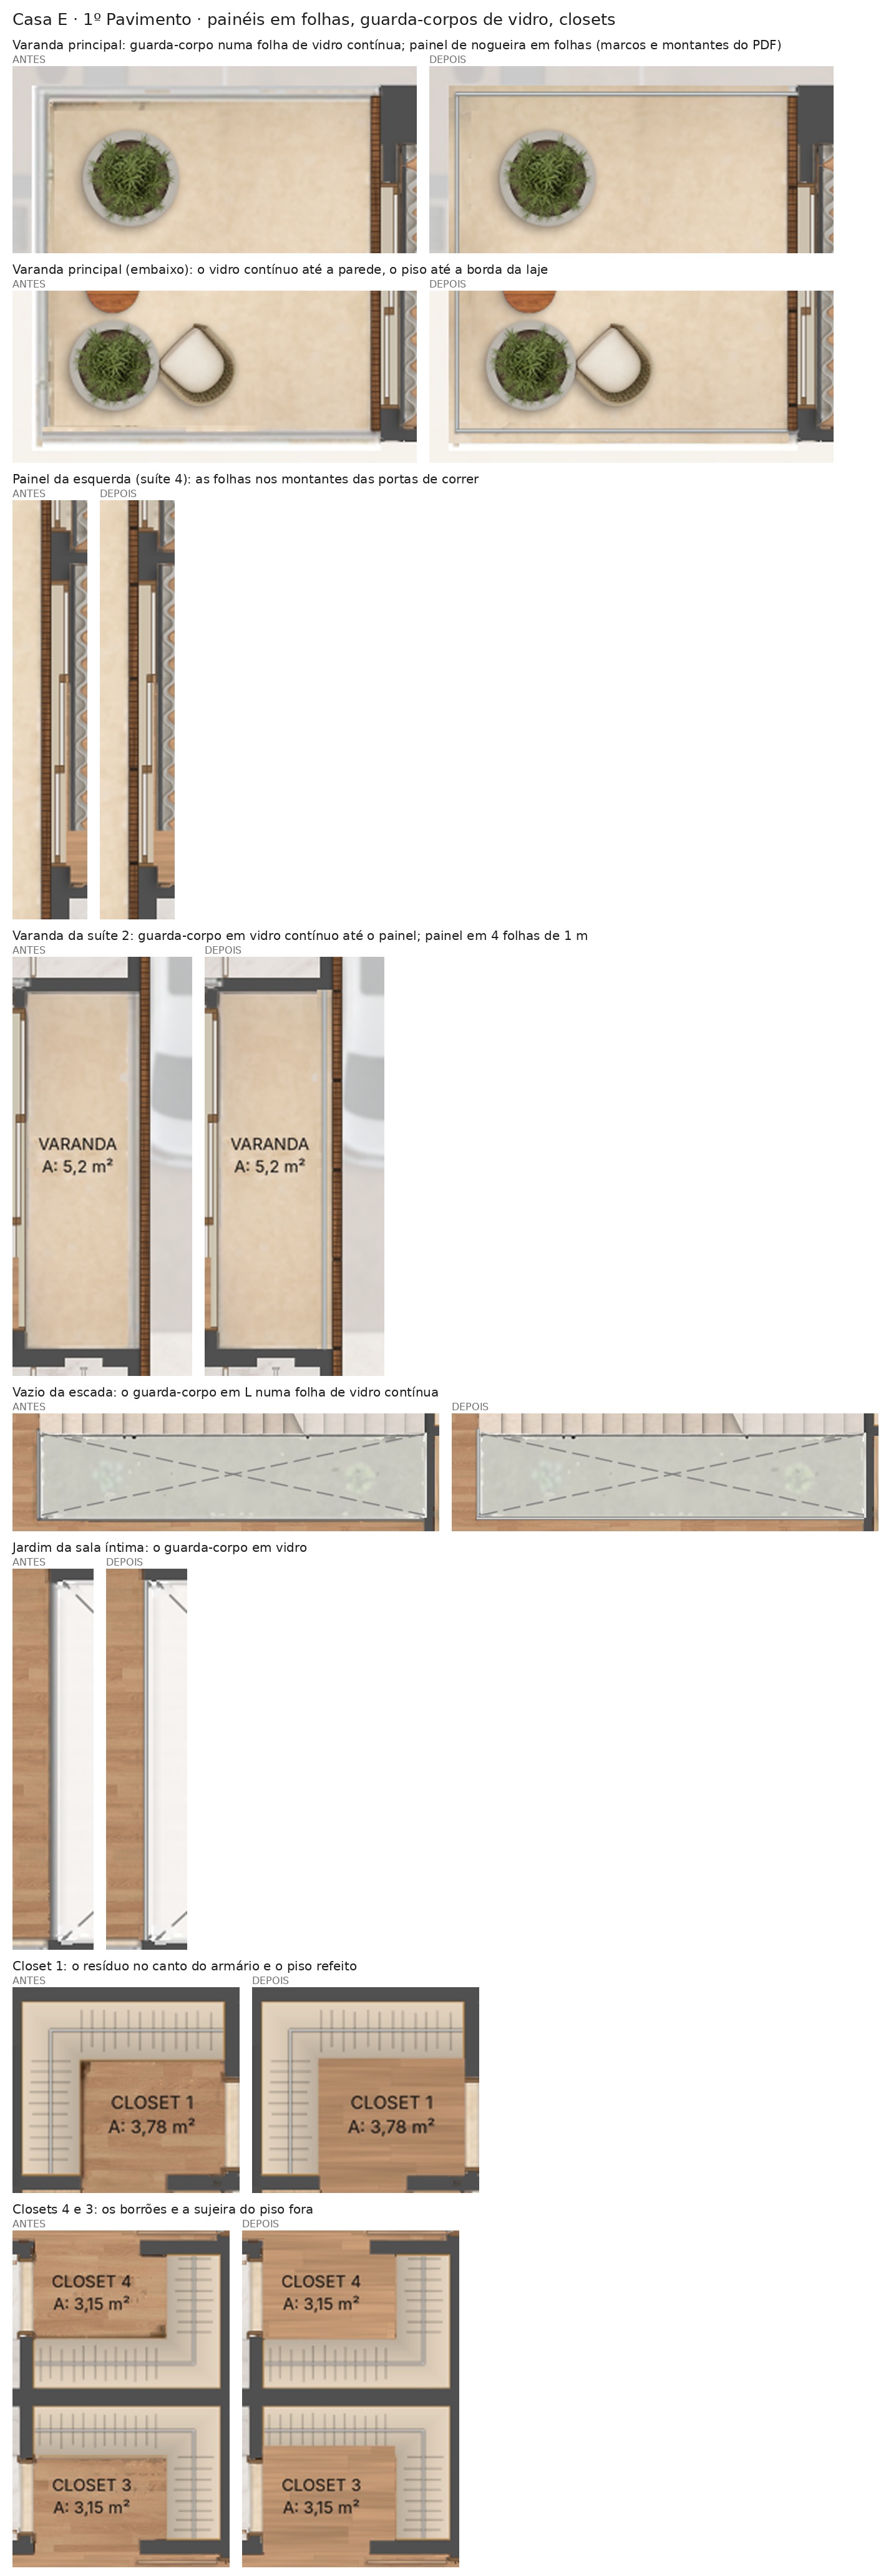 Casa E · 1º Pavimento · painéis em folhas, guarda-corpos de vidro, closets
Varanda principal: guarda-corpo numa folha de vidro contínua; painel de nogueira em folhas (marcos e montantes do PDF)
ANTES
DEPOIS
Varanda principal (embaixo): o vidro contínuo até a parede, o piso até a borda da laje
ANTES
DEPOIS
Painel da esquerda (suíte 4): as folhas nos montantes das portas de correr
ANTES
DEPOIS
Varanda da suíte 2: guarda-corpo em vidro contínuo até o painel; painel em 4 folhas de 1 m
ANTES
DEPOIS
VARANDA
A: 5,2 m²
VARANDA
A: 5,2 m²
Vazio da escada: o guarda-corpo em L numa folha de vidro contínua
ANTES
DEPOIS
Jardim da sala íntima: o guarda-corpo em vidro
ANTES
DEPOIS
Closet 1: o resíduo no canto do armário e o piso refeito
ANTES
DEPOIS
CLOSET 1
A: 3,78 m²
CLOSET 1
A: 3,78 m²
Closets 4 e 3: os borrões e a sujeira do piso fora
ANTES
DEPOIS
CLOSET 4
A: 3,15 m²
CLOSET 4
A: 3,15 m²
CLOSET 3
A: 3,15 m²
CLOSET 3
A: 3,15 m²